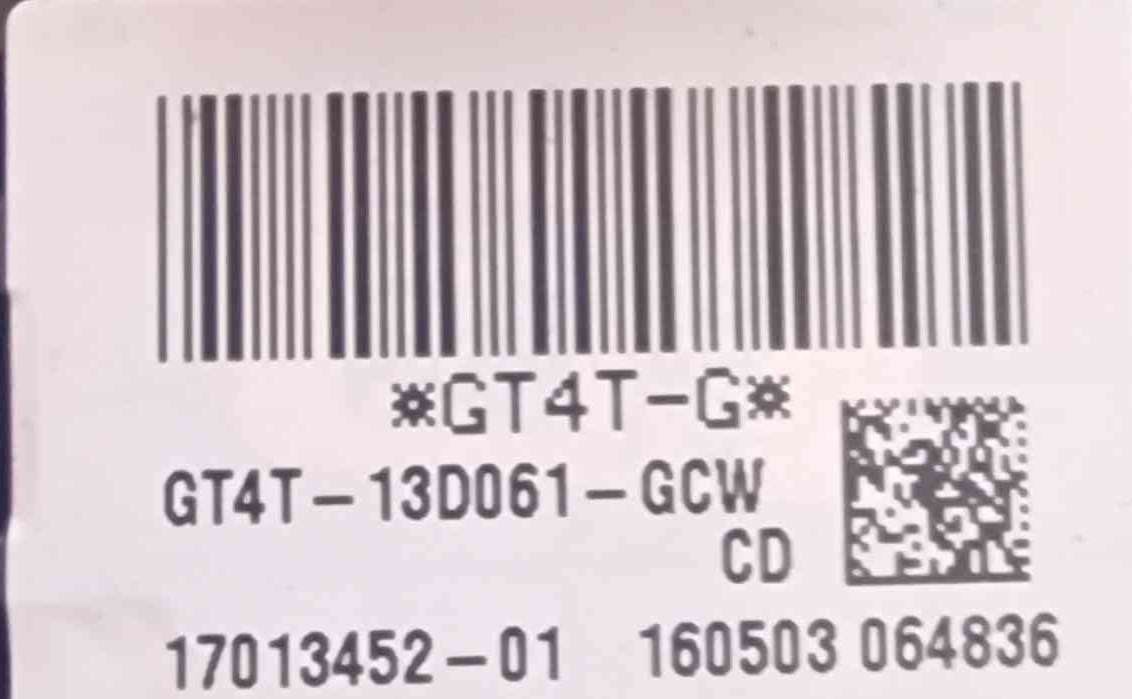 *GT4T-G*
GT4T-13D061-GCW
CD
17013452-01 160503 064836